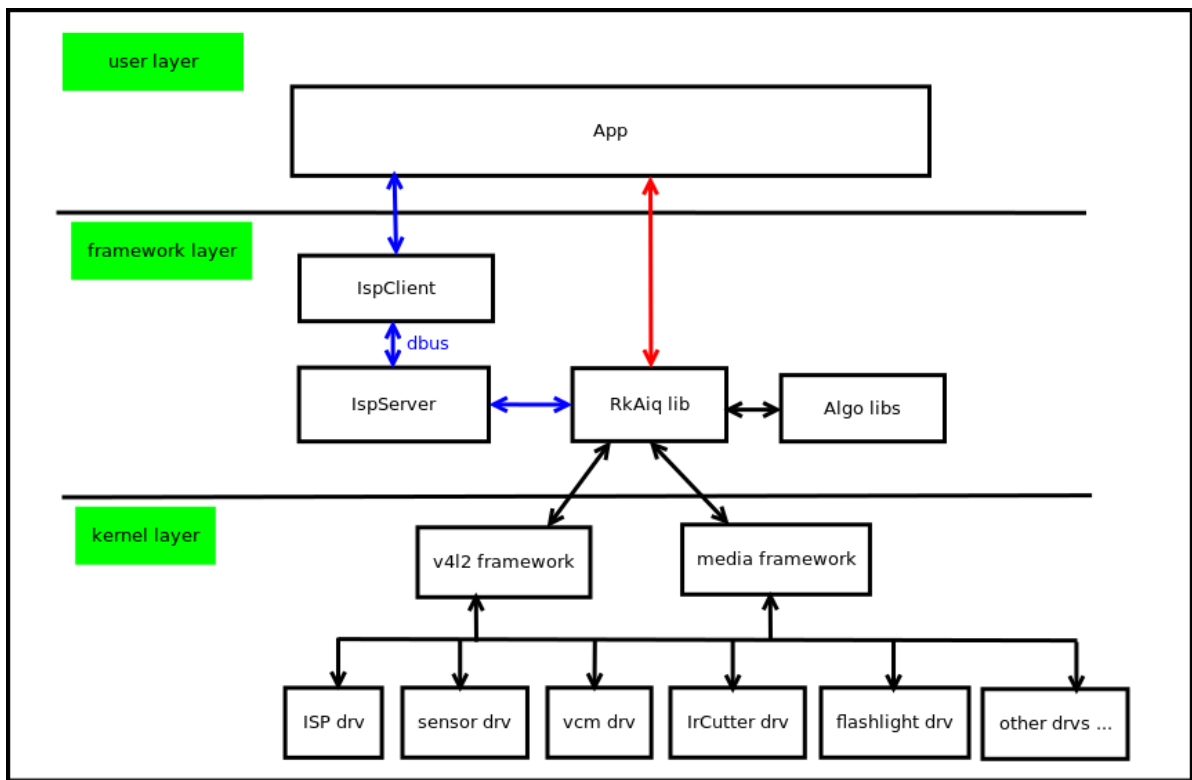 user layer
App
framework layer
IspClient
dbus
IspServer
RkAiq lib
Algo libs
kernel layer
v4l2 framework
media framework
ISP drv
sensor drv
vcm drv
IrCutter drv
flashlight drv
other drvs ...